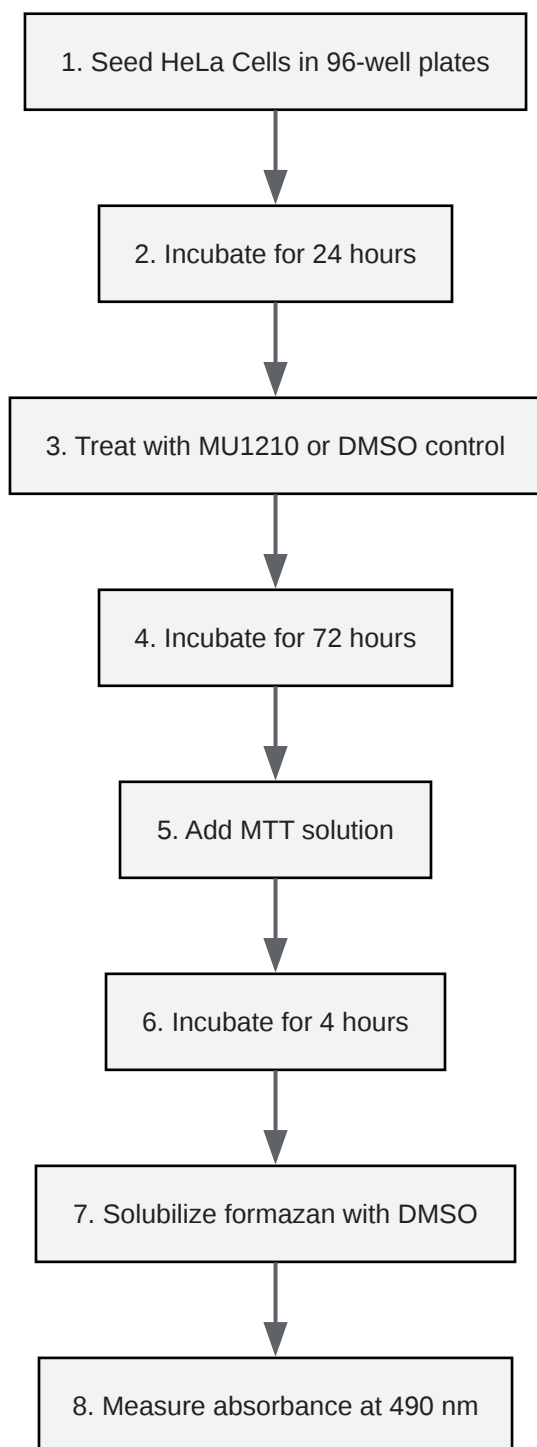 1. Seed HeLa Cells in 96-well plates
2. Incubate for 24 hours
3. Treat with MU1210 or DMSO control
4. Incubate for 72 hours
5. Add MTT solution
6. Incubate for 4 hours
7. Solubilize formazan with DMSO
8. Measure absorbance at 490 nm